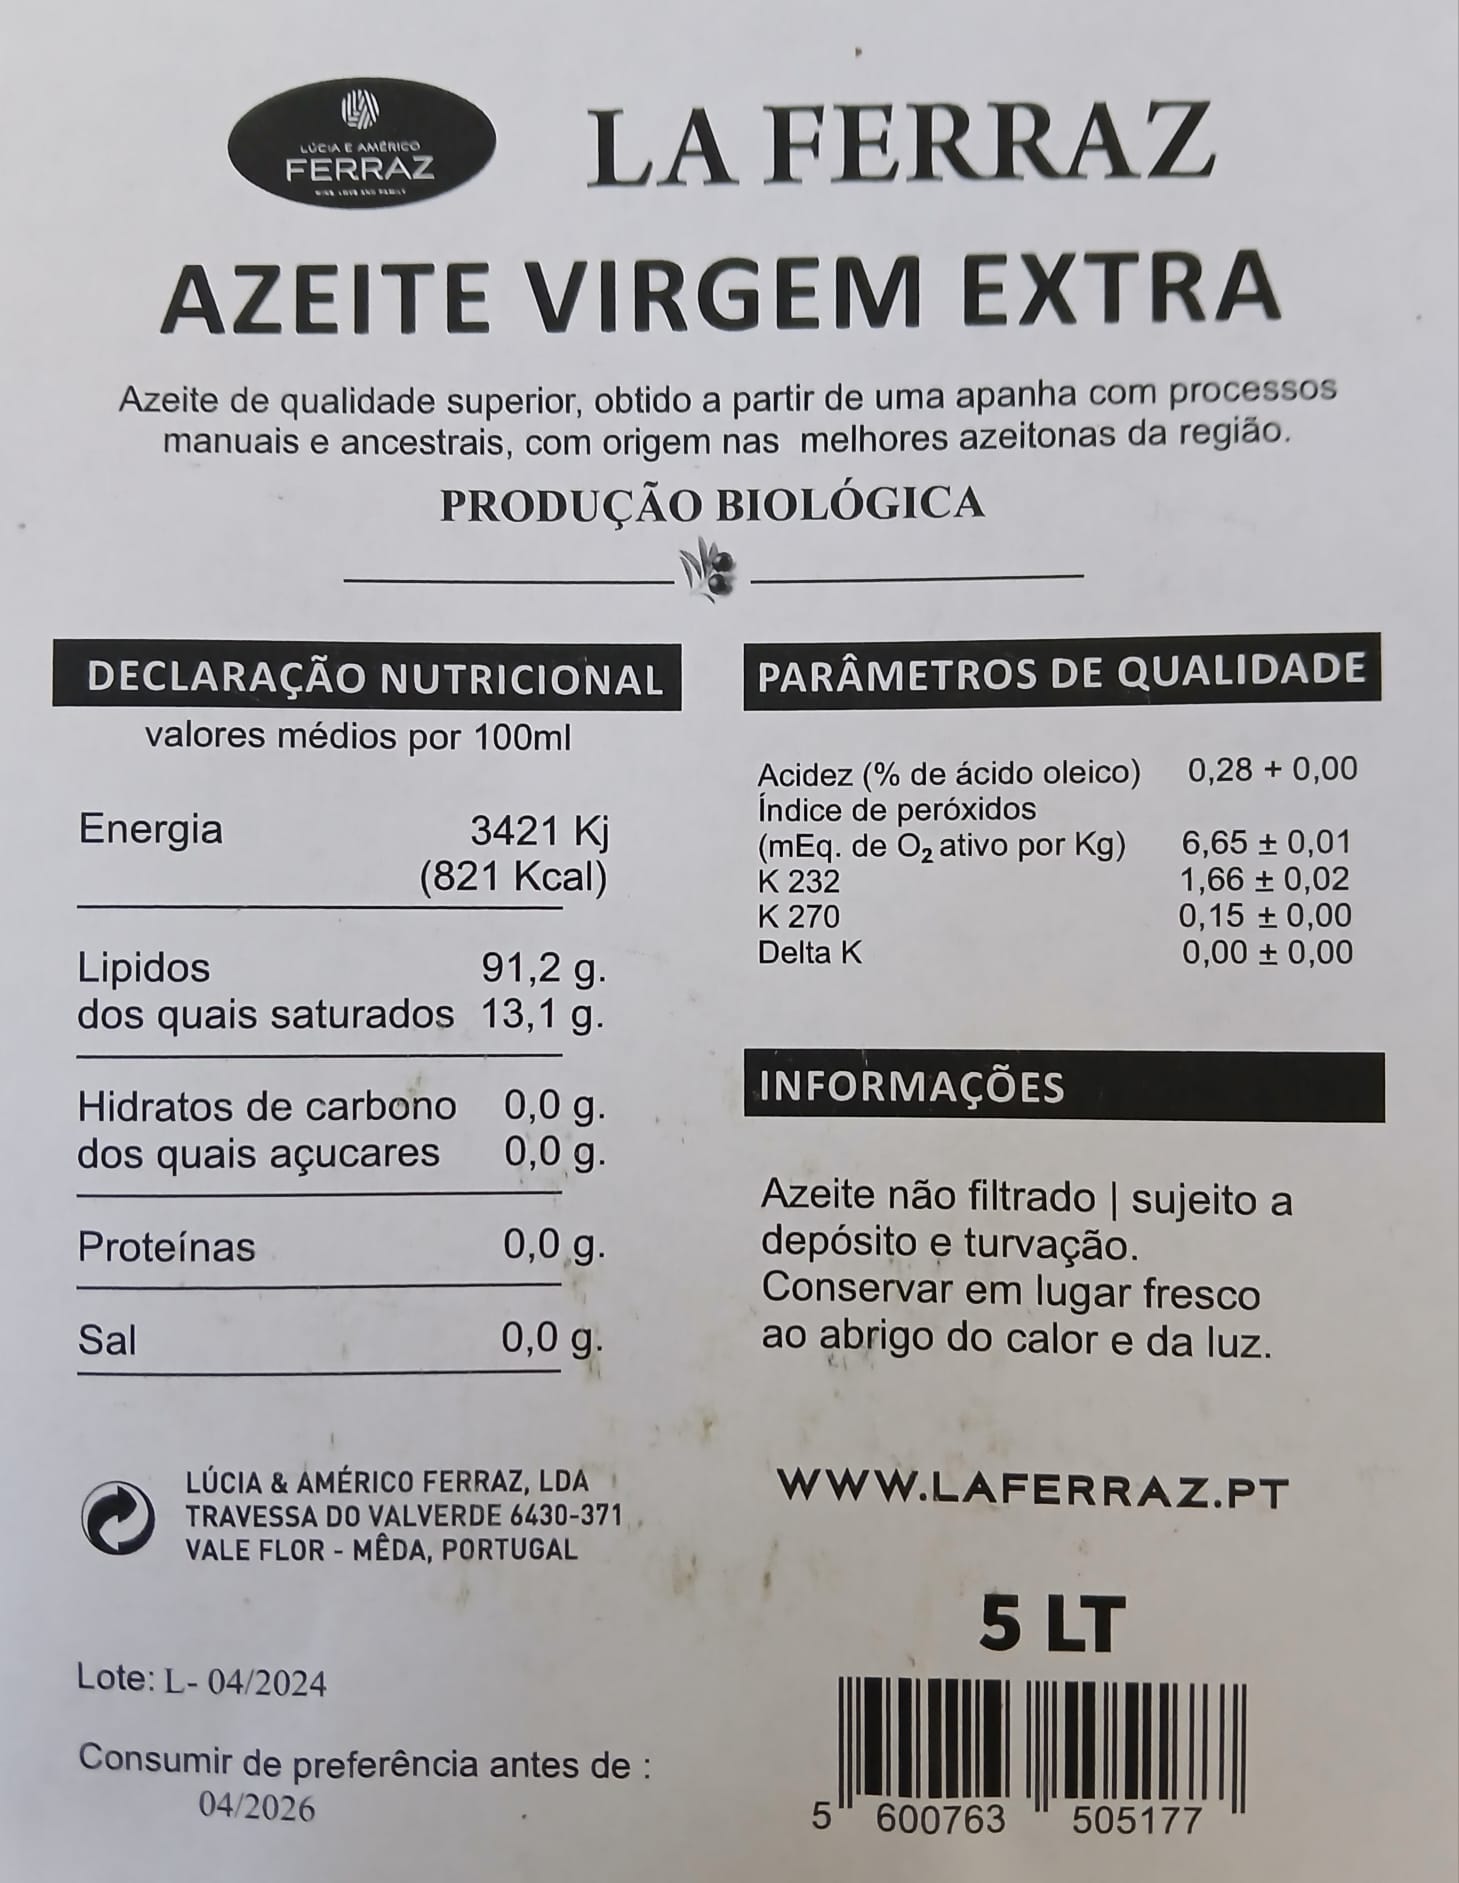 LÚCIA E AMÉRICO
FERRAZ
LA FERRAZ
AZEITE VIRGEM EXTRA
Azeite de qualidade superior, obtido a partir de uma apanha com processos
manuais e ancestrais, com origem nas melhores azeitonas da região.
PRODUÇÃO BIOLÓGICA
DECLARAÇÃO NUTRICIONAL
valores médios por 100ml
Energia 3421 Kj
(821 Kcal)
Lipidos 91,2 g.
dos quais saturados 13,1 g.
Hidratos de carbono 0,0 g.
dos quais açucares 0,0 g.
Proteínas 0,0 g.
Sal 0,0 g.
PARÂMETROS DE QUALIDADE
Acidez (% de ácido oleico) 0,28 + 0,00
Índice de peróxidos
(mEq. de O₂ ativo por Kg) 6,65 ± 0,01
K 232 1,66 ± 0,02
K 270 0,15 ± 0,00
Delta K 0,00 ± 0,00
INFORMAÇÕES
Azeite não filtrado | sujeito a
depósito e turvação.
Conservar em lugar fresco
ao abrigo do calor e da luz.
LÚCIA & AMÉRICO FERRAZ, LDA
TRAVESSA DO VALVERDE 6430-371
VALE FLOR - MÊDA, PORTUGAL
WWW.LAFERRAZ.PT
5 LT
Lote: L- 04/2024
Consumir de preferência antes de :
04/2026
5 600763 505177